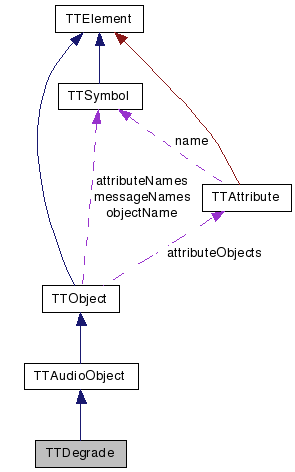 TTElement
TTSymbol
name
attributeNames
messageNames
objectName
TTAttribute
attributeObjects
TTObject
TTAudioObject
TTDegrade